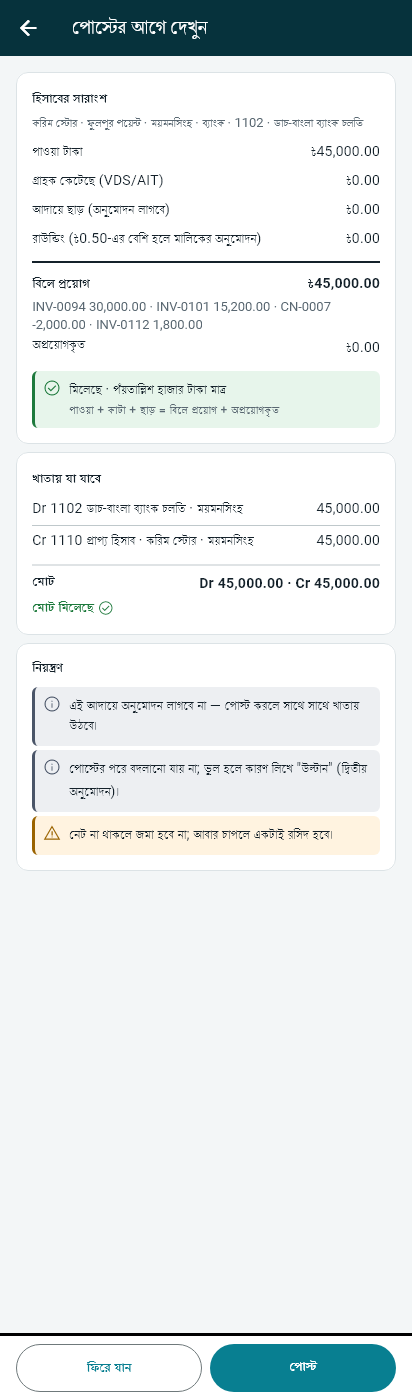 পোস্টের আগে দেখুন
হিসাবের সারাংশ
করিম স্টোর · ফুলপুর পয়েন্ট · ময়মনসিংহ · ব্যাংক · 1102 · ডাচ-বাংলা ব্যাংক চলতি
পাওয়া টাকা ৳45,000.00
গ্রাহক কেটেছে (VDS/AIT) ৳0.00
আদায়ে ছাড় (অনুমোদন লাগবে) ৳0.00
রাউন্ডিং (৳0.50-এর বেশি হলে মালিকের অনুমোদন) ৳0.00
বিলে প্রয়োগ ৳45,000.00
INV-0094 30,000.00 · INV-0101 15,200.00 · CN-0007
-2,000.00 · INV-0112 1,800.00
অপ্রয়োগকৃত ৳0.00
মিলেছে · পঁয়তাল্লিশ হাজার টাকা মাত্র
পাওয়া + কাটা + ছাড় = বিলে প্রয়োগ + অপ্রয়োগকৃত
খাতায় যা যাবে
Dr 1102 ডাচ-বাংলা ব্যাংক চলতি · ময়মনসিংহ 45,000.00
Cr 1110 প্রাপ্য হিসাব · করিম স্টোর · ময়মনসিংহ 45,000.00
মোট Dr 45,000.00 · Cr 45,000.00
মোট মিলেছে
নিয়ন্ত্রণ
এই আদায়ে অনুমোদন লাগবে না — পোস্ট করলে সাথে সাথে খাতায়
উঠবে।
পোস্টের পরে বদলানো যায় না; ভুল হলে কারণ লিখে "উল্টান" (দ্বিতীয়
অনুমোদন)।
নেট না থাকলে জমা হবে না; আবার চাপলে একটাই রসিদ হবে।
ফিরে যান
পোস্ট